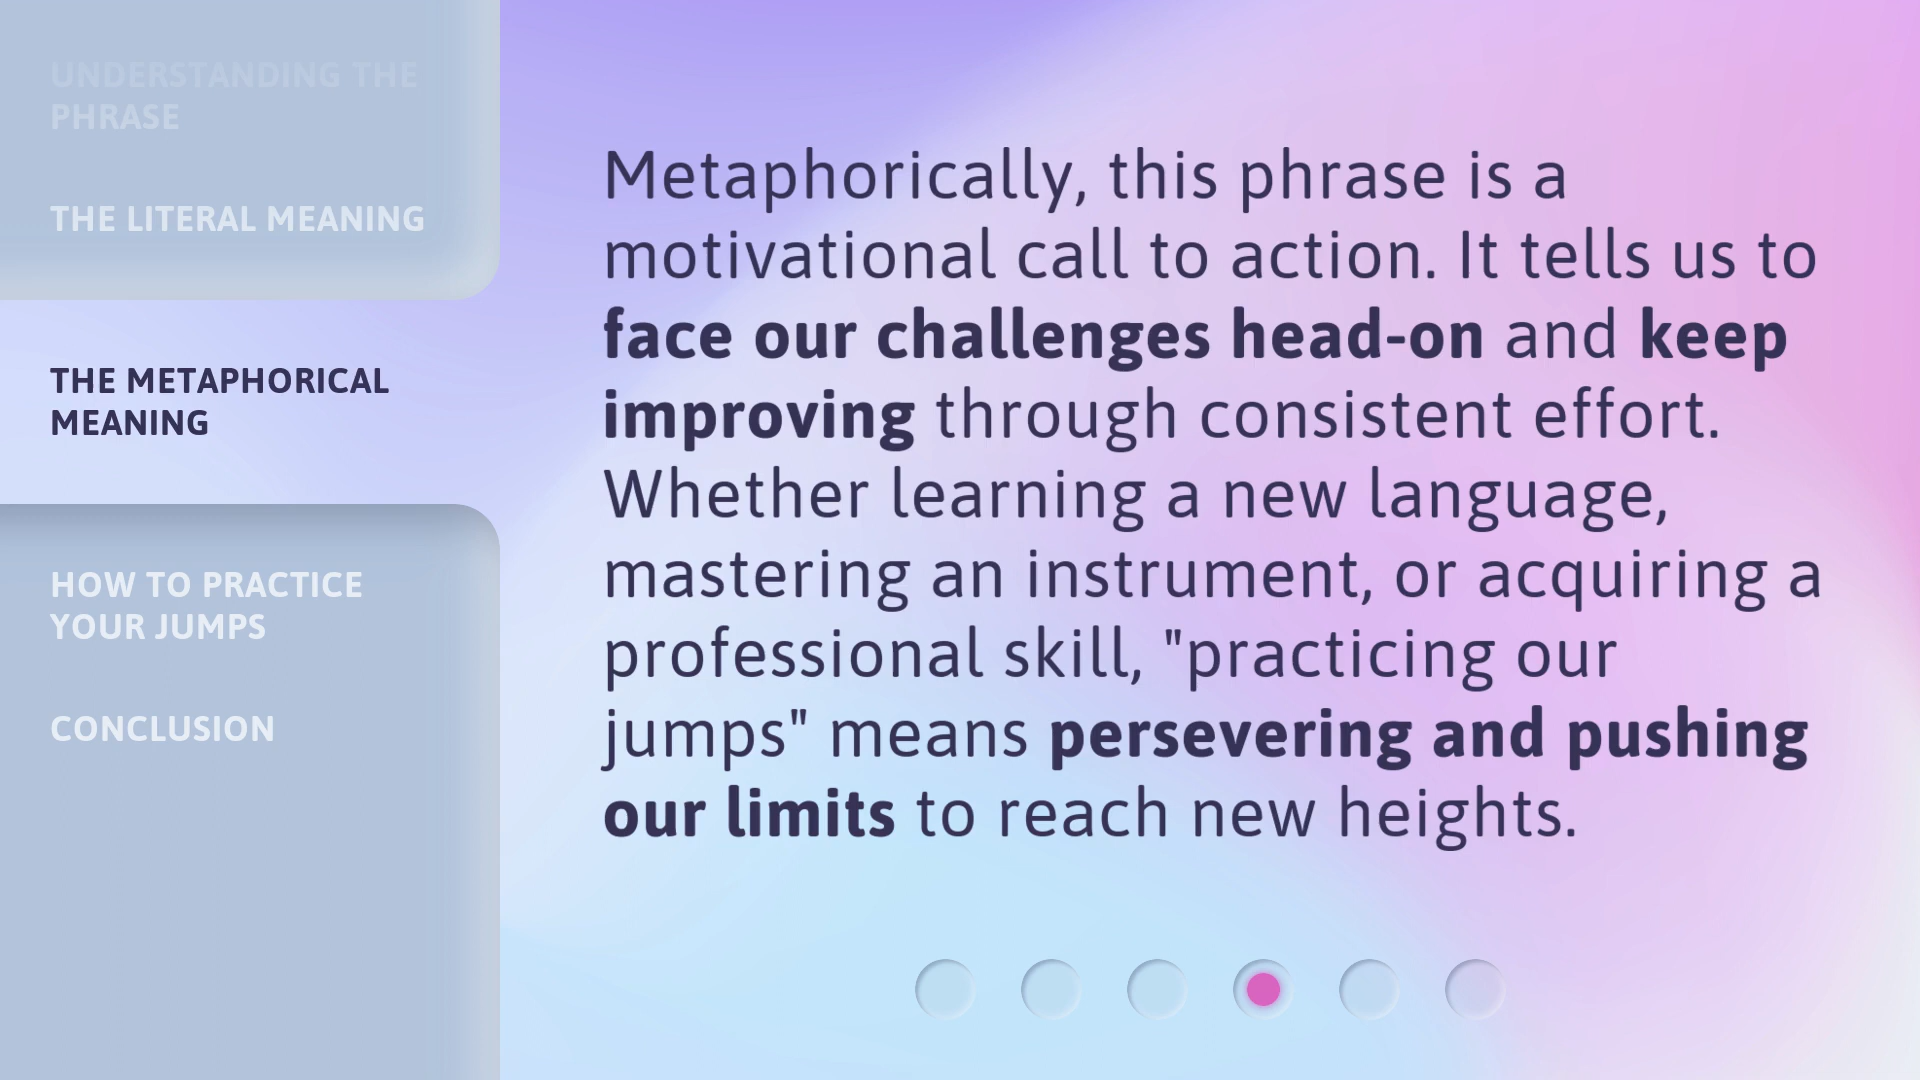 UNDERSTANDING THE
PHRASE
THE LITERAL MEANING
THE METAPHORICAL
MEANING
HOW TO PRACTICE
YOUR JUMPS
CONCLUSION
Metaphorically, this phrase is a
motivational call to action. It tells us to
face our challenges head-on and keep
improving through consistent effort.
Whether learning a new language,
mastering an instrument, or acquiring a
professional skill, "practicing our
jumps" means persevering and pushing
our limits to reach new heights.